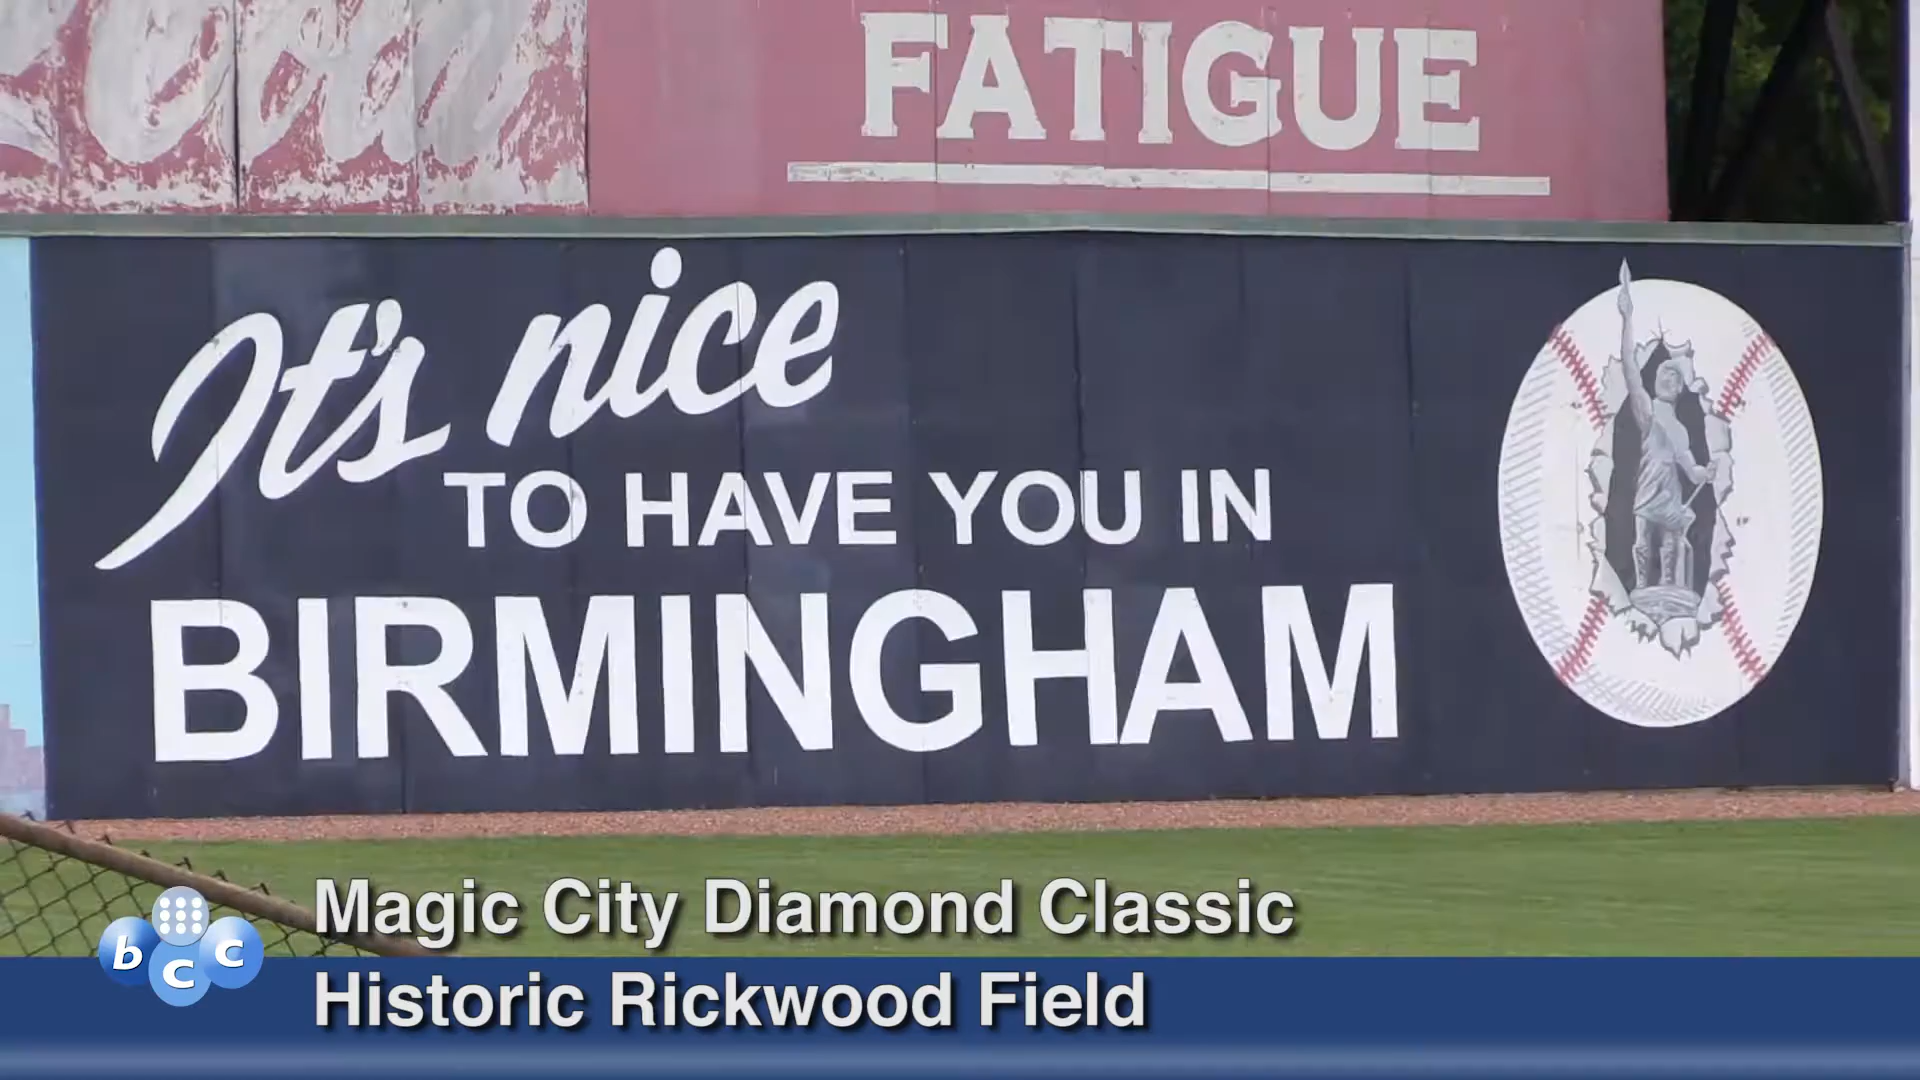 FATIGUE
It's nice
TO HAVE YOU IN
BIRMINGHAM
Magic City Diamond Classic
bcc
Historic Rickwood Field